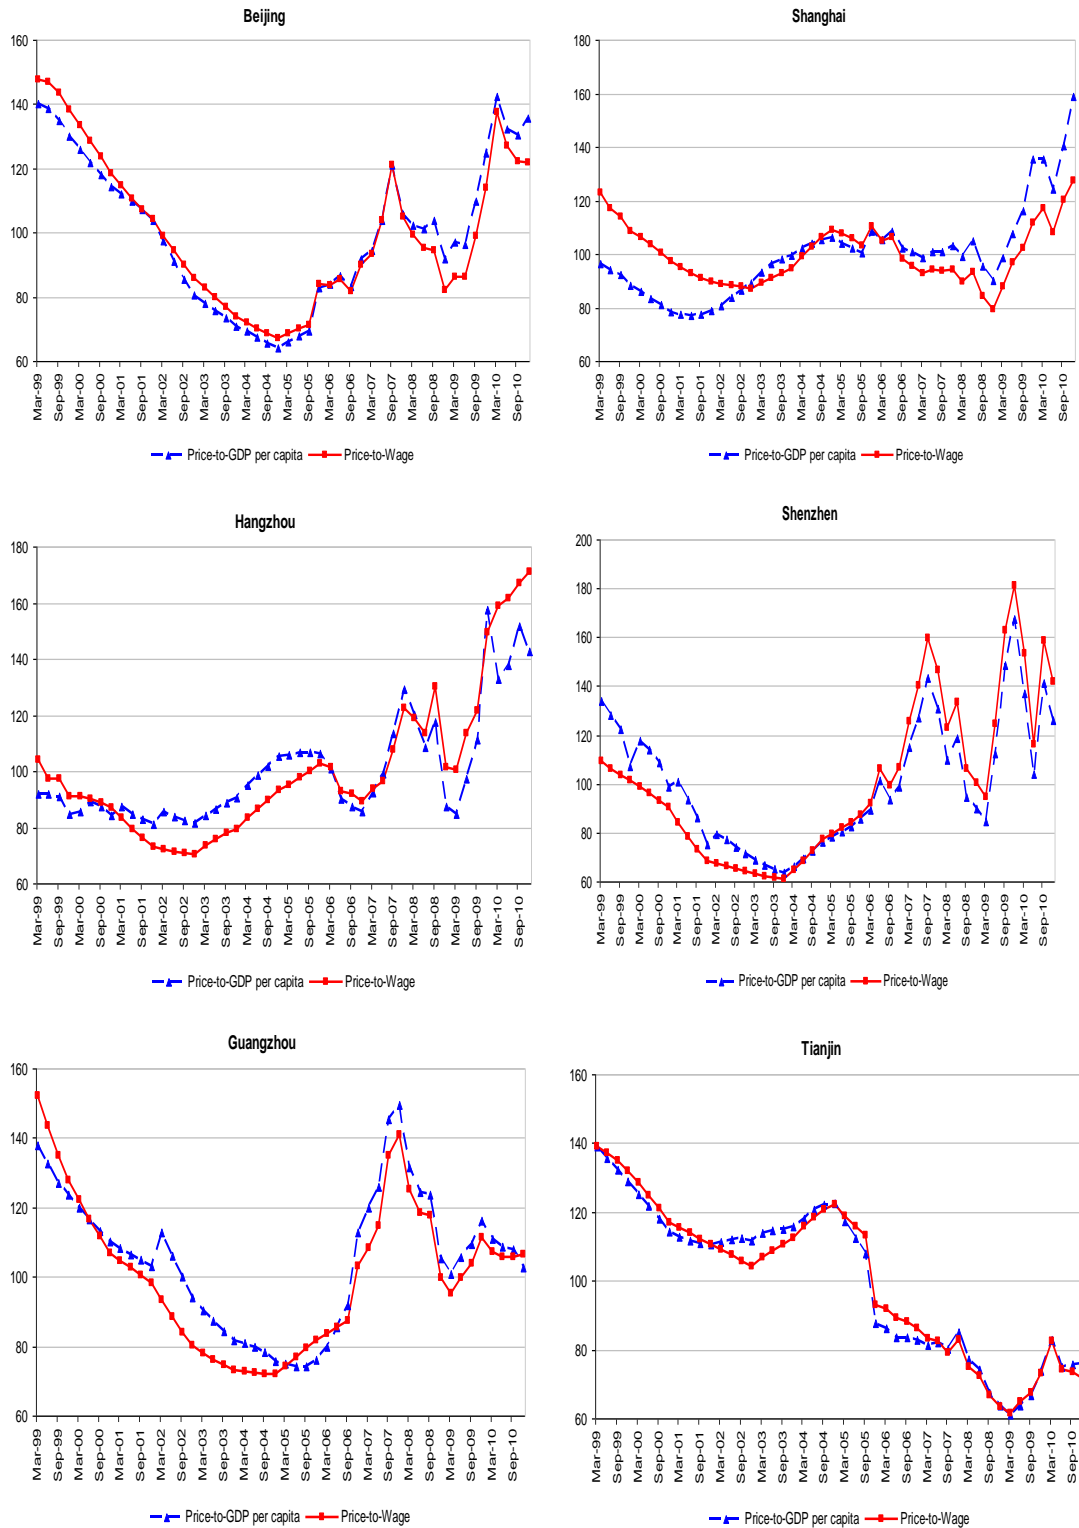 Beijing
160
140
120
100
80
60
Mar-99
Sep-99
Mar-00
Sep-00
Mar-01
Sep-01
Mar-02
Sep-02
Mar-03
Sep-03
Mar-04
Sep-04
Mar-05
Sep-05
Mar-06
Sep-06
Mar-07
Sep-07
Mar-08
Sep-08
Mar-09
Sep-09
Mar-10
Sep-10
Price-to-GDP per capita Price-to-Wage
Shanghai
180
160
140
120
100
80
60
Mar-99
Sep-99
Mar-00
Sep-00
Mar-01
Sep-01
Mar-02
Sep-02
Mar-03
Sep-03
Mar-04
Sep-04
Mar-05
Sep-05
Mar-06
Sep-06
Mar-07
Sep-07
Mar-08
Sep-08
Mar-09
Sep-09
Mar-10
Sep-10
Price-to-GDP per capita Price-to-Wage
Hangzhou
180
160
140
120
100
80
60
Mar-99
Sep-99
Mar-00
Sep-00
Mar-01
Sep-01
Mar-02
Sep-02
Mar-03
Sep-03
Mar-04
Sep-04
Mar-05
Sep-05
Mar-06
Sep-06
Mar-07
Sep-07
Mar-08
Sep-08
Mar-09
Sep-09
Mar-10
Sep-10
Price-to-GDP per capita Price-to-Wage
Shenzhen
200
180
160
140
120
100
80
60
Mar-99
Sep-99
Mar-00
Sep-00
Mar-01
Sep-01
Mar-02
Sep-02
Mar-03
Sep-03
Mar-04
Sep-04
Mar-05
Sep-05
Mar-06
Sep-06
Mar-07
Sep-07
Mar-08
Sep-08
Mar-09
Sep-09
Mar-10
Sep-10
Price-to-GDP per capita Price-to-Wage
Guangzhou
160
140
120
100
80
60
Mar-99
Sep-99
Mar-00
Sep-00
Mar-01
Sep-01
Mar-02
Sep-02
Mar-03
Sep-03
Mar-04
Sep-04
Mar-05
Sep-05
Mar-06
Sep-06
Mar-07
Sep-07
Mar-08
Sep-08
Mar-09
Sep-09
Mar-10
Sep-10
Price-to-GDP per capita Price-to-Wage
Tianjin
160
140
120
100
80
60
Mar-99
Sep-99
Mar-00
Sep-00
Mar-01
Sep-01
Mar-02
Sep-02
Mar-03
Sep-03
Mar-04
Sep-04
Mar-05
Sep-05
Mar-06
Sep-06
Mar-07
Sep-07
Mar-08
Sep-08
Mar-09
Sep-09
Mar-10
Sep-10
Price-to-GDP per capita Price-to-Wage